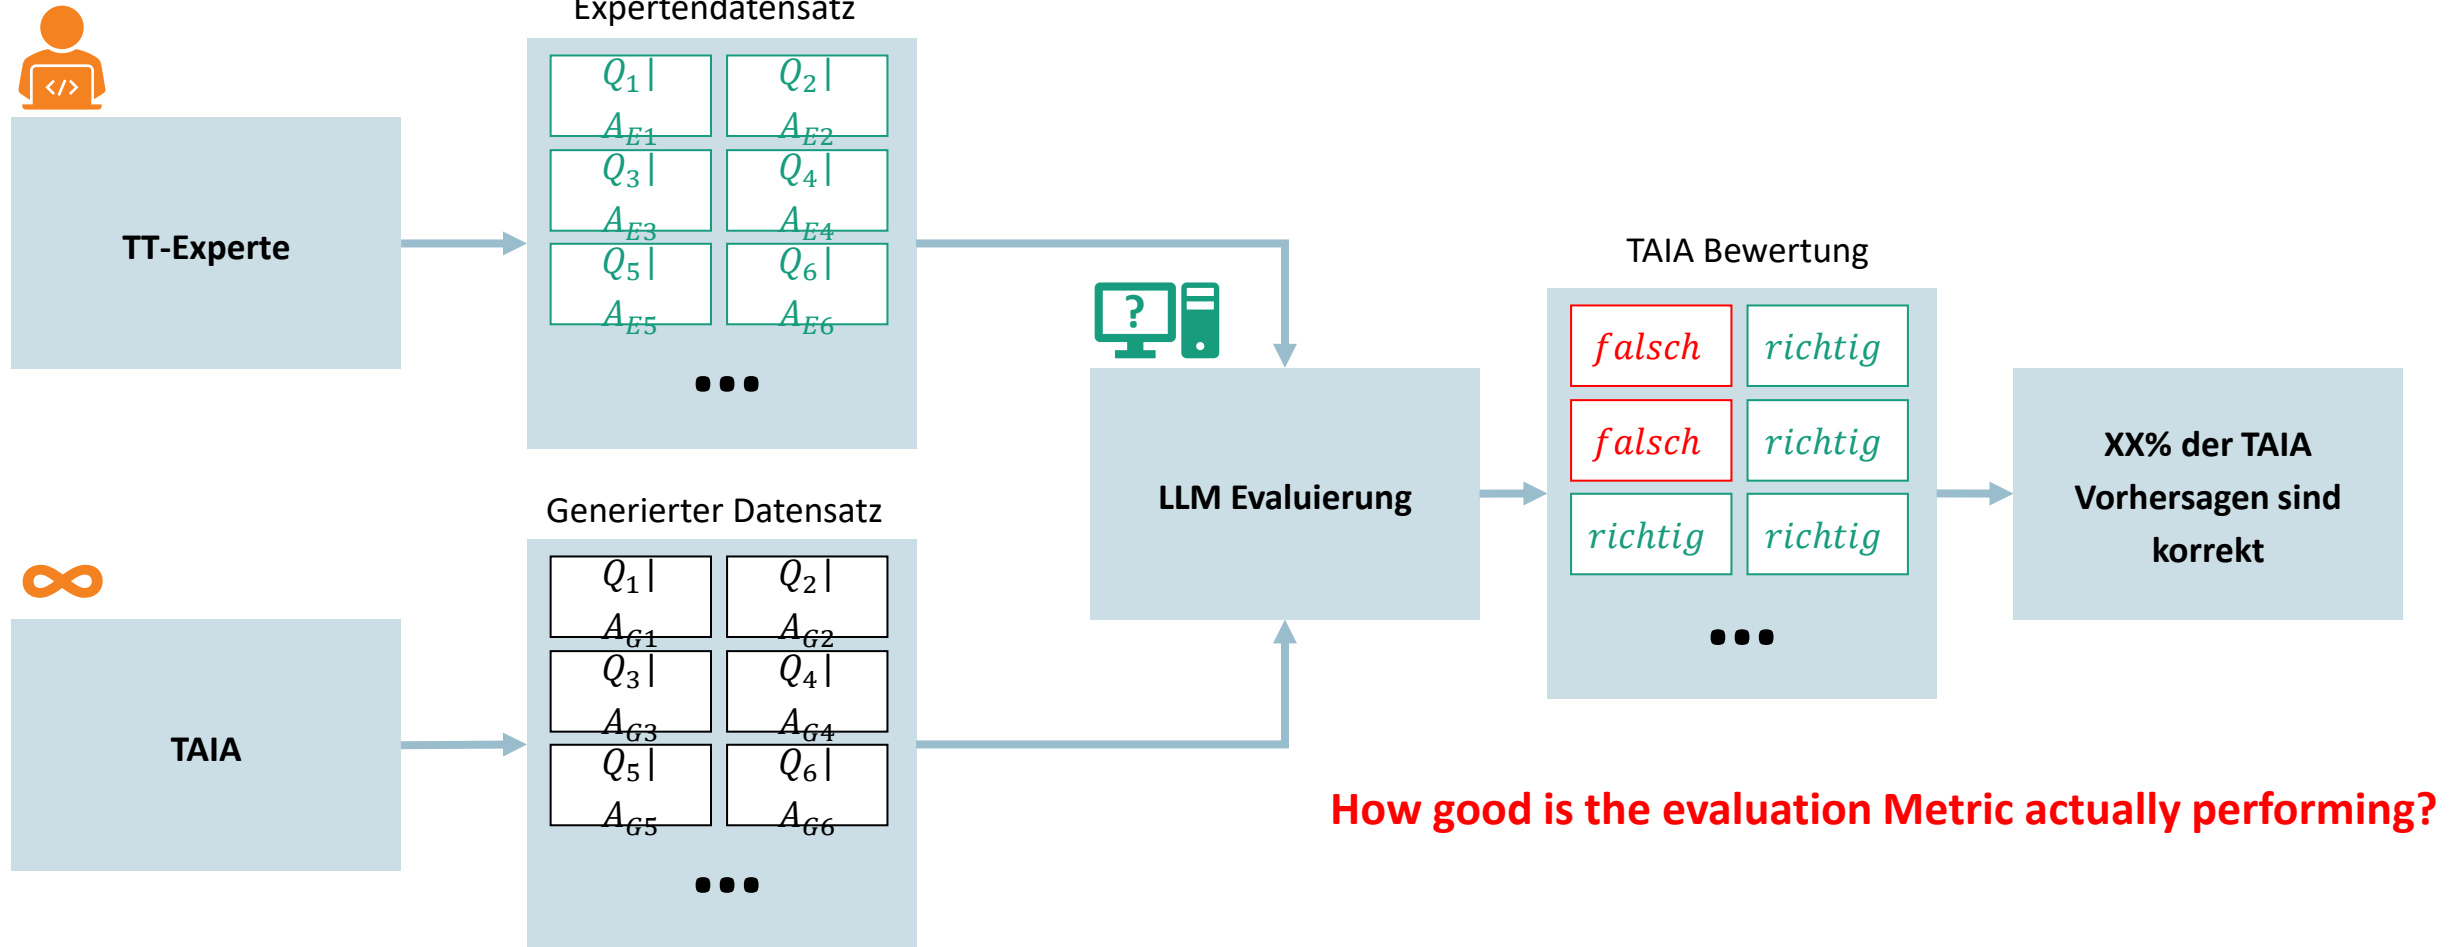 Expertendatensatz
</>
TT-Experte
Q₁| Q₂|
A_E1 A_E2
Q₃| Q₄|
A_E3 A_E4
Q₅| Q₆|
A_E5 A_E6
...
Generierter Datensatz
TAIA
Q₁| Q₂|
A_G1 A_G2
Q₃| Q₄|
A_G3 A_G4
Q₅| Q₆|
A_G5 A_G6
...
?
LLM Evaluierung
TAIA Bewertung
falsch richtig
falsch richtig
richtig richtig
...
XX% der TAIA
Vorhersagen sind
korrekt
How good is the evaluation Metric actually performing?